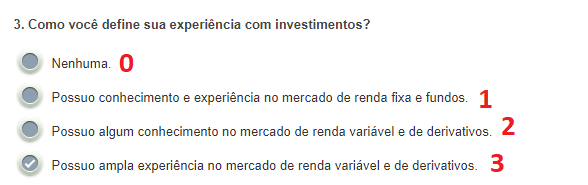 3. Como você define sua experiência com investimentos?
Nenhuma. 0
Possuo conhecimento e experiência no mercado de renda fixa e fundos. 1
Possuo algum conhecimento no mercado de renda variável e de derivativos. 2
Possuo ampla experiência no mercado de renda variável e de derivativos. 3